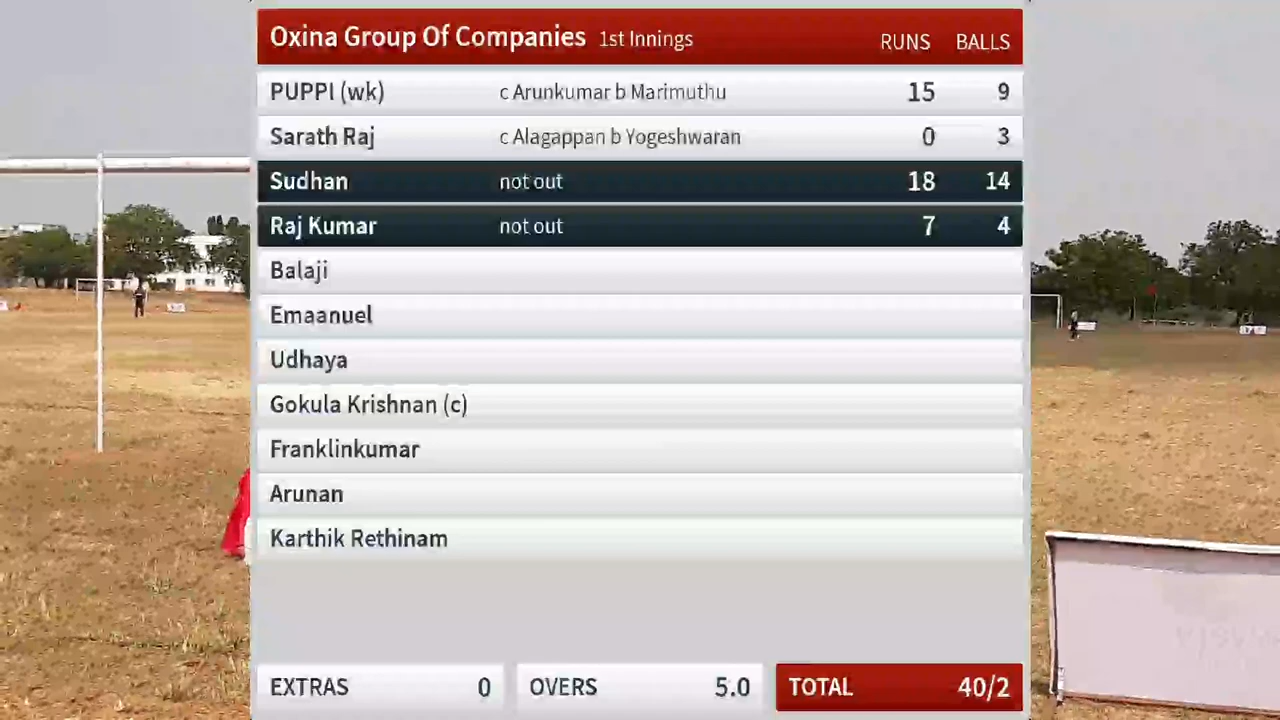 Oxina Group Of Companies 1st Innings RUNS BALLS
PUPPI (wk) c Arunkumar b Marimuthu 15 9
Sarath Raj c Alagappan b Yogeshwaran 0 3
Sudhan not out 18 14
Raj Kumar not out 7 4
Balaji
Emaanuel
Udhaya
Gokula Krishnan (c)
Franklinkumar
Arunan
Karthik Rethinam
EXTRAS 0 OVERS 5.0 TOTAL 40/2